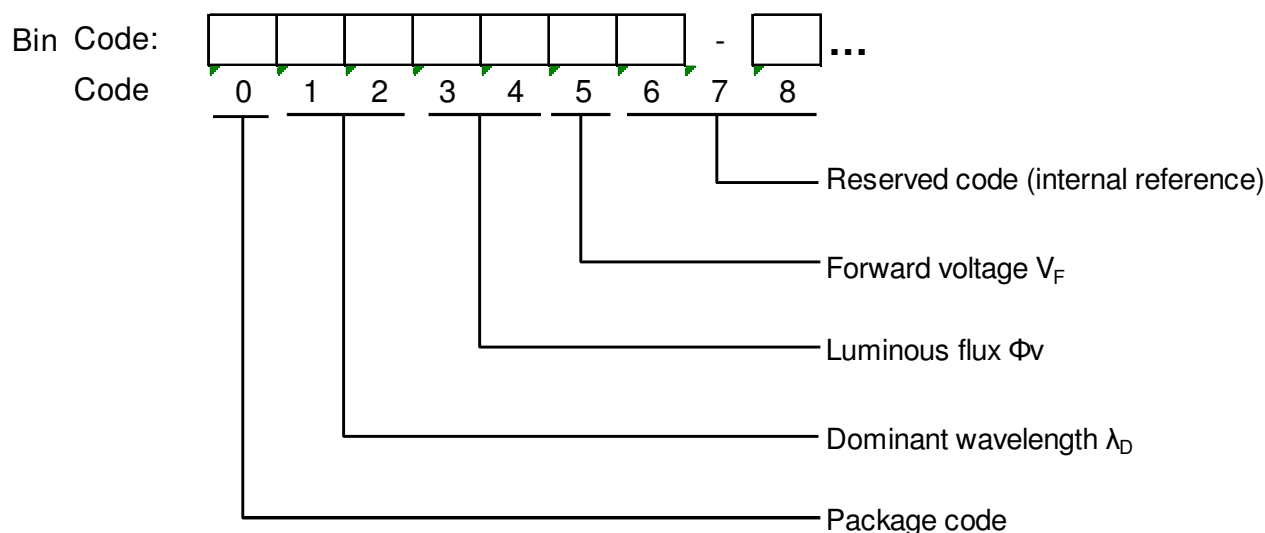 Bin Code: - ...
Code 0 1 2 3 4 5 6 7 8
Reserved code (internal reference)
Forward voltage VF
Luminous flux Φv
Dominant wavelength λD
Package code